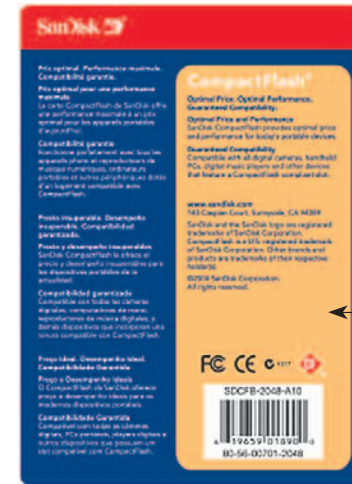 SanDisk
Prix optimal. Performance maximale.
Compatibilité garantie.
Prix optimal pour une performance
maximale
La carte CompactFlash de SanDisk offre
une performance maximale à un prix
optimal pour les appareils portables
d'aujourd'hui.
Compatibilité garantie
Fonctionne parfaitement avec tous les
appareils photo et reproducteurs de
musique numériques, ordinateurs
portables et autres périphériques dotés
d'un logement compatible avec
CompactFlash.
Precio insuperable. Desempeño
insuperable. Compatibilidad
garantizada.
Precio y desempeño insuperables
SanDisk CompactFlash le ofrece el
precio y desempeño insuperables para
los dispositivos portátiles de la
actualidad.
Compatibilidad garantizada
Compatible con todas las cámaras
digitales, computadoras de mano,
reproductores de música digitales, y
demás dispositivos que incorporen una
ranura compatible con CompactFlash.
Preço Ideal. Desempenho Ideal.
Compatibilidade Garantida
Preço e Desempenho Ideais
O CompactFlash da SanDisk oferece
preço e desempenho ideais para os
modernos dispositivos portáteis.
Compatibilidade Garantida
Compatível com todas as câmeras
digitais, PCs portáteis, players digitais e
outros dispositivos que possuam um
slot compatível com CompactFlash.
CompactFlash®
Optimal Price. Optimal Performance.
Guaranteed Compatibility.
Optimal Price and Performance
SanDisk CompactFlash provides optimal price
and performance for today's portable devices.
Guaranteed Compatibility
Compatible with all digital cameras, handheld
PCs, digital music players and other devices
that feature a CompactFlash compliant slot.
www.sandisk.com
140 Caspian Court, Sunnyvale, CA 94089
SanDisk and the SanDisk logo are registered
trademarks of SanDisk Corporation.
CompactFlash is a U.S. registered trademark
of SanDisk Corporation. Other brands and
products are trademarks of their respective
holders.
©2004 SanDisk Corporation.
All rights reserved.
FC CE N1017
SDCFB-2048-A10
4 19659 01890 0
80-56-00701-2048